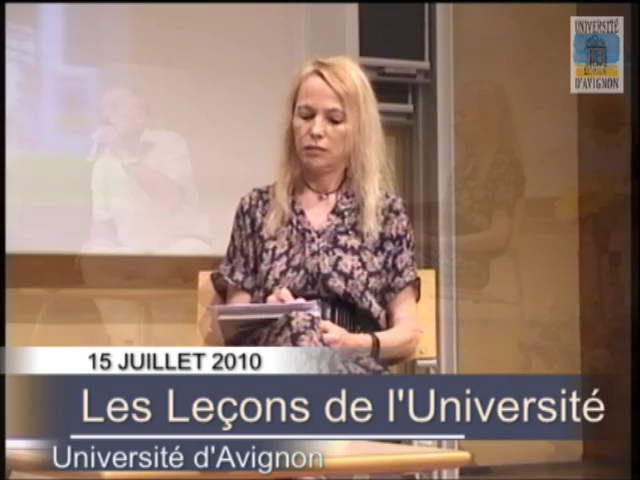 UNIVERSITÉ
D'AVIGNON
15 JUILLET 2010
Les Leçons de l'Université
Université d'Avignon